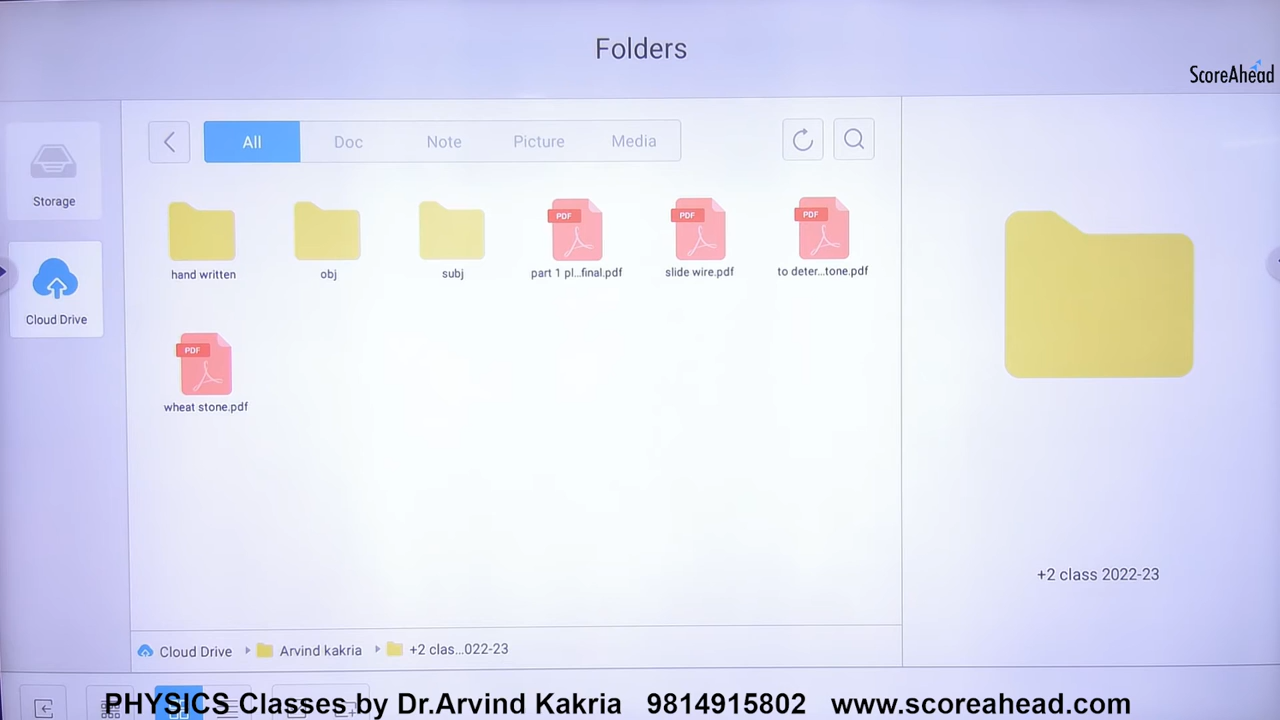 Folders
ScoreAhead
All Doc Note Picture Media
Storage
Cloud Drive
PDF PDF PDF
hand written obj subj part 1 pl...final.pdf slide wire.pdf to deter...tone.pdf
PDF
wheat stone.pdf
+2 class 2022-23
Cloud Drive Arvind kakria +2 clas...022-23
PHYSICS Classes by Dr.Arvind Kakria 9814915802 www.scoreahead.com